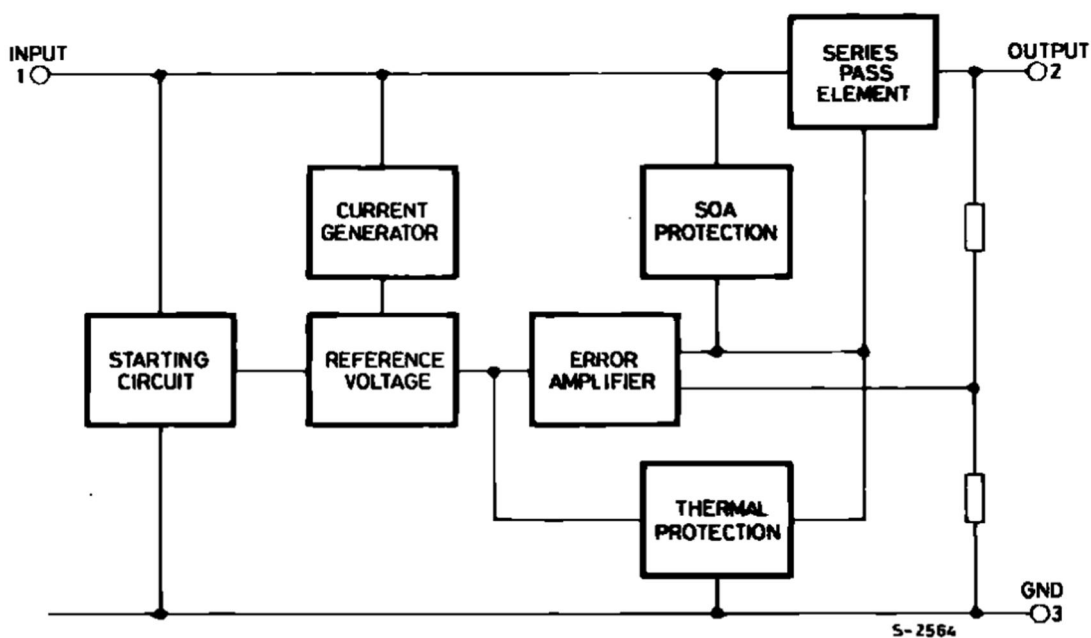 INPUT
1
SERIES
PASS
ELEMENT
OUTPUT
2
CURRENT
GENERATOR
SOA
PROTECTION
STARTING
CIRCUIT
REFERENCE
VOLTAGE
ERROR
AMPLIFIER
THERMAL
PROTECTION
GND
3
S-2564